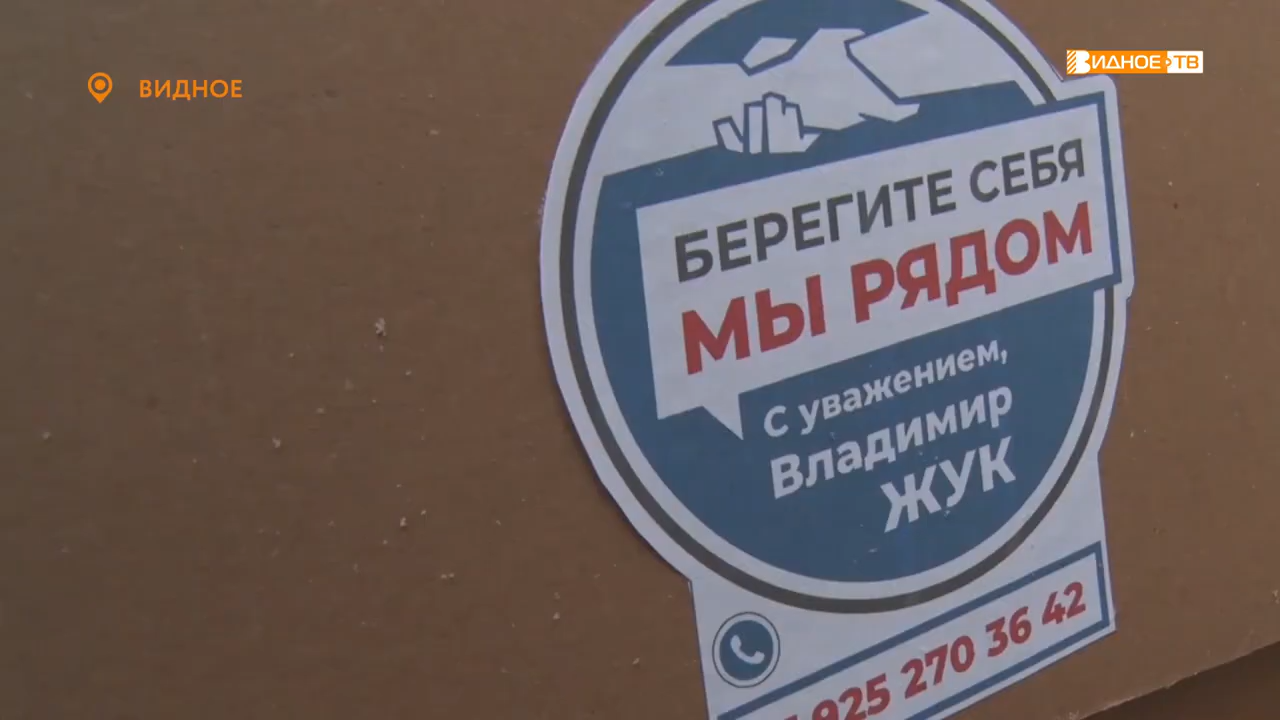 ВИДНОЕ
ВИДНОЕ ТВ
БЕРЕГИТЕ СЕБЯ
МЫ РЯДОМ
С уважением,
Владимир
ЖУК
925 270 36 42